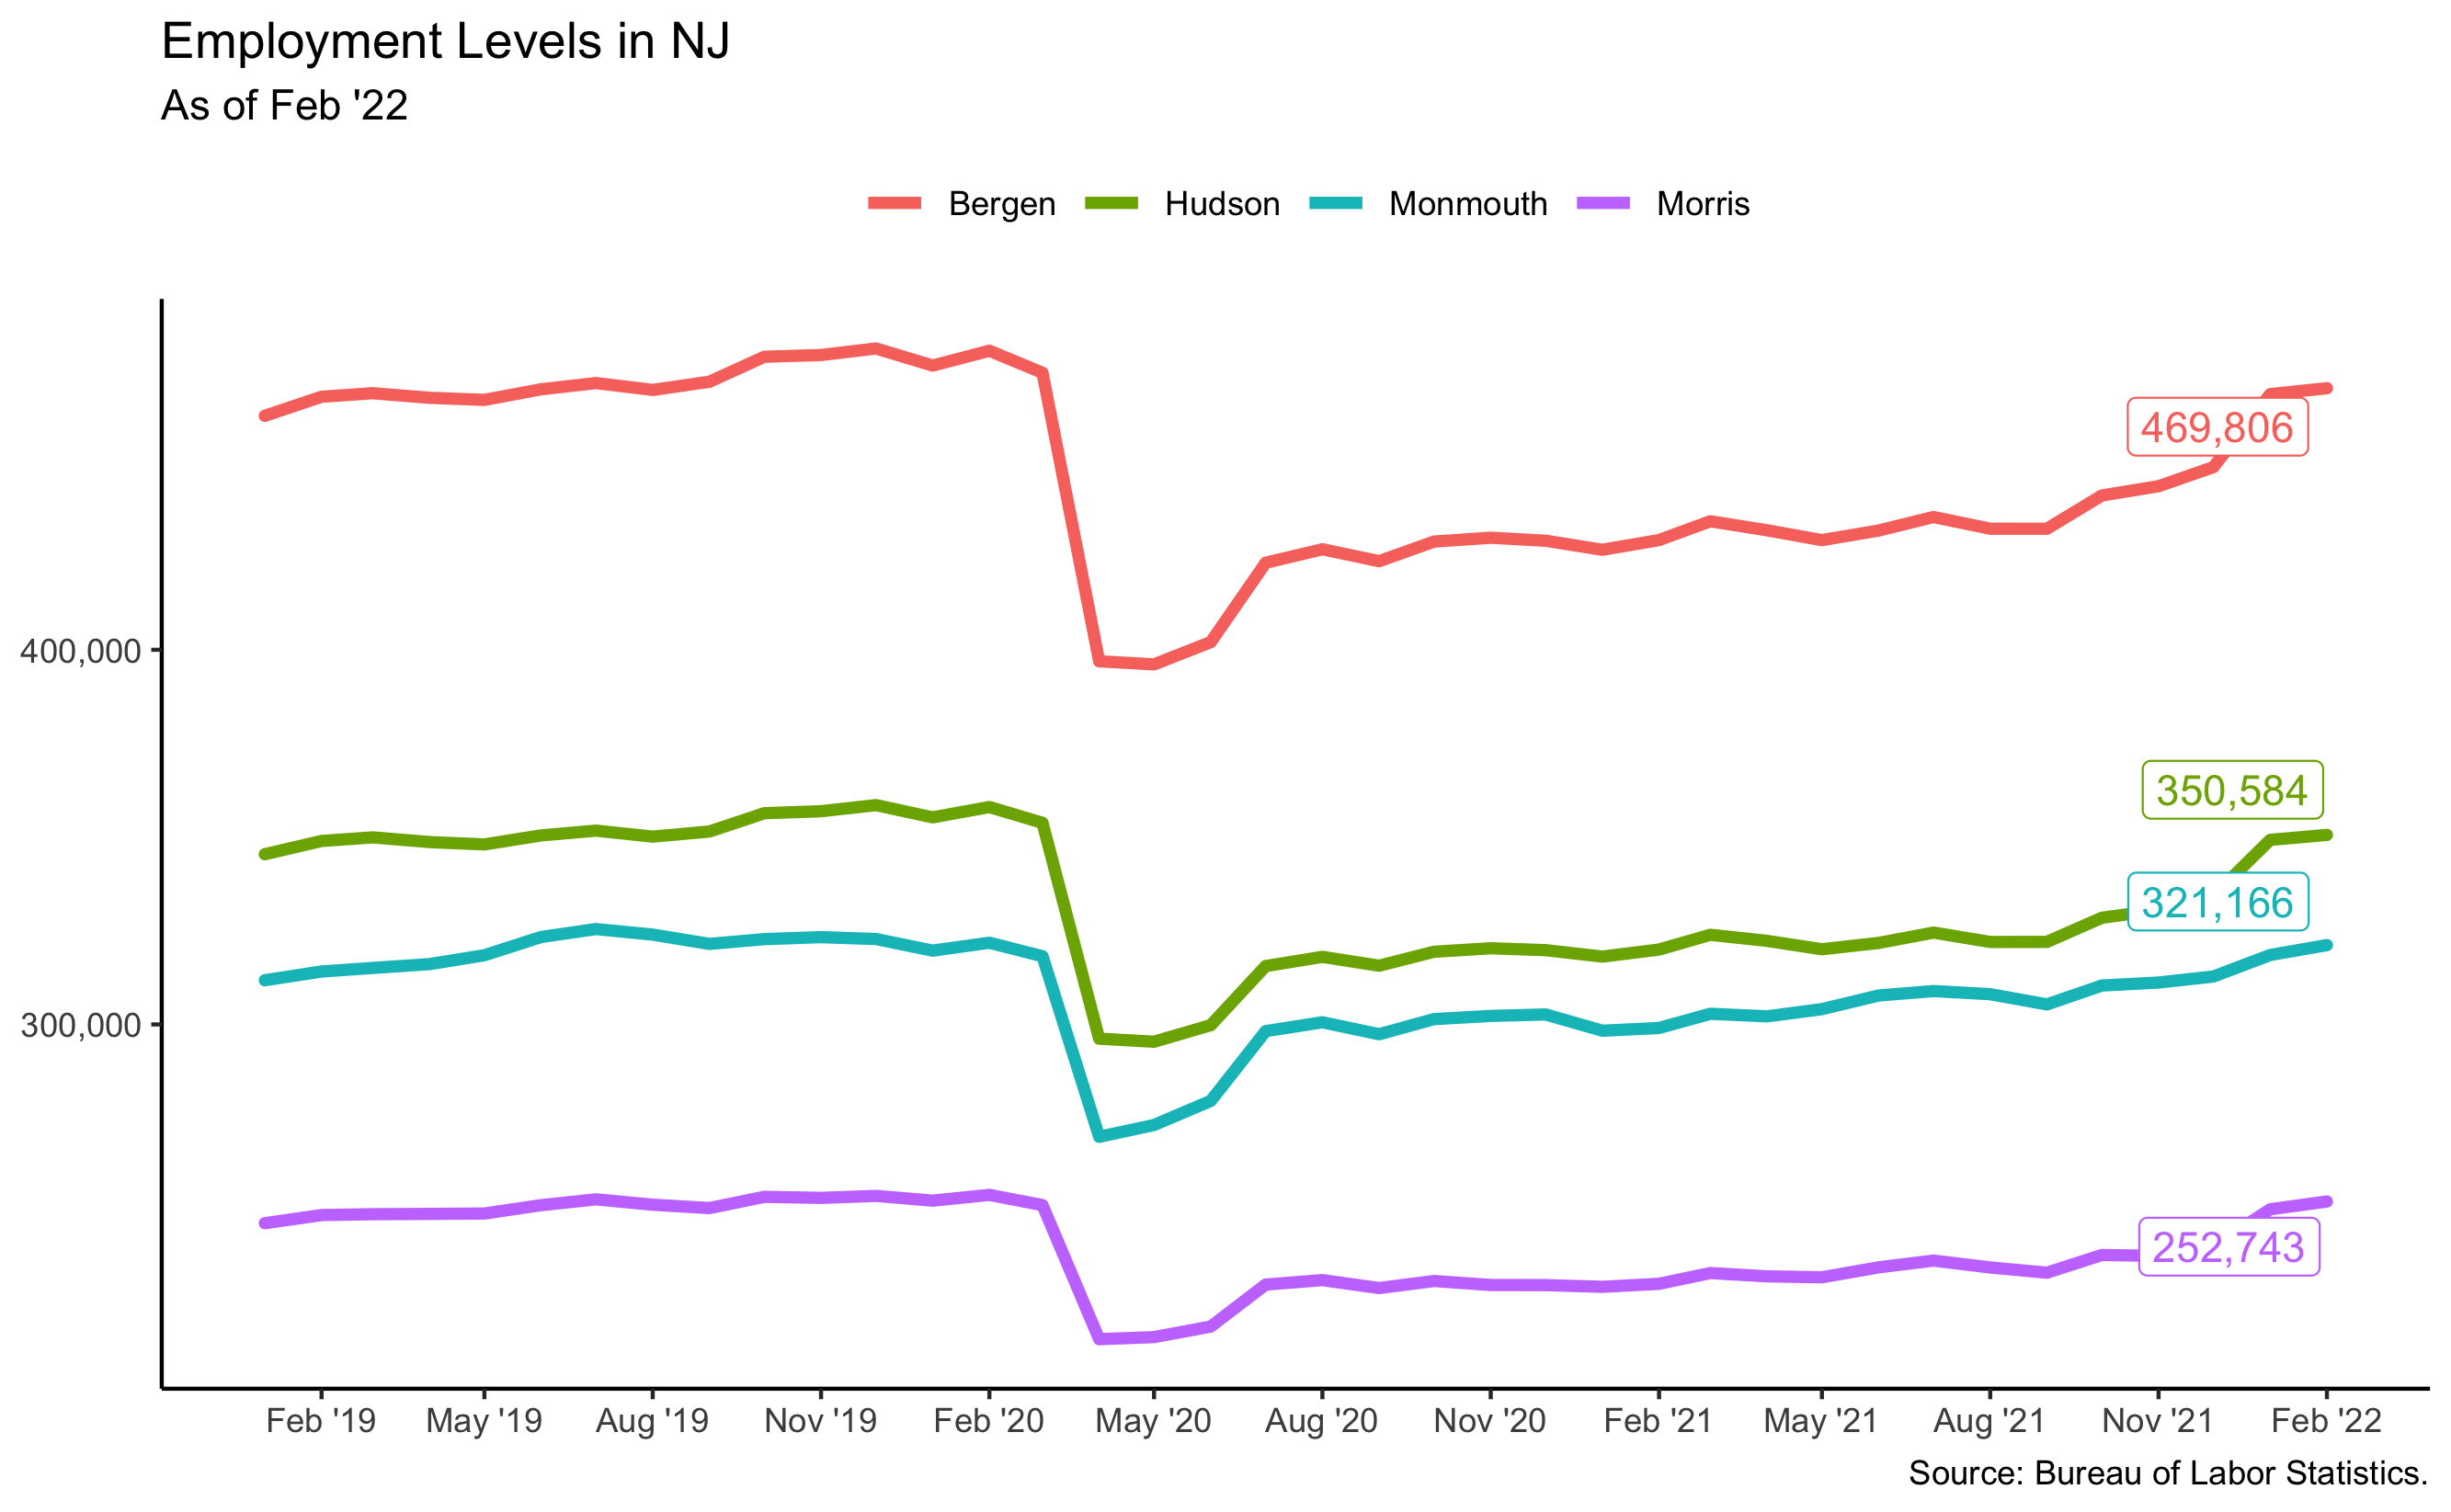 Employment Levels in NJ
As of Feb '22
Bergen Hudson Monmouth Morris
469,806
400,000
350,584
321,166
300,000
252,743
Feb '19 May '19 Aug '19 Nov '19 Feb '20 May '20 Aug '20 Nov '20 Feb '21 May '21 Aug '21 Nov '21 Feb '22
Source: Bureau of Labor Statistics.